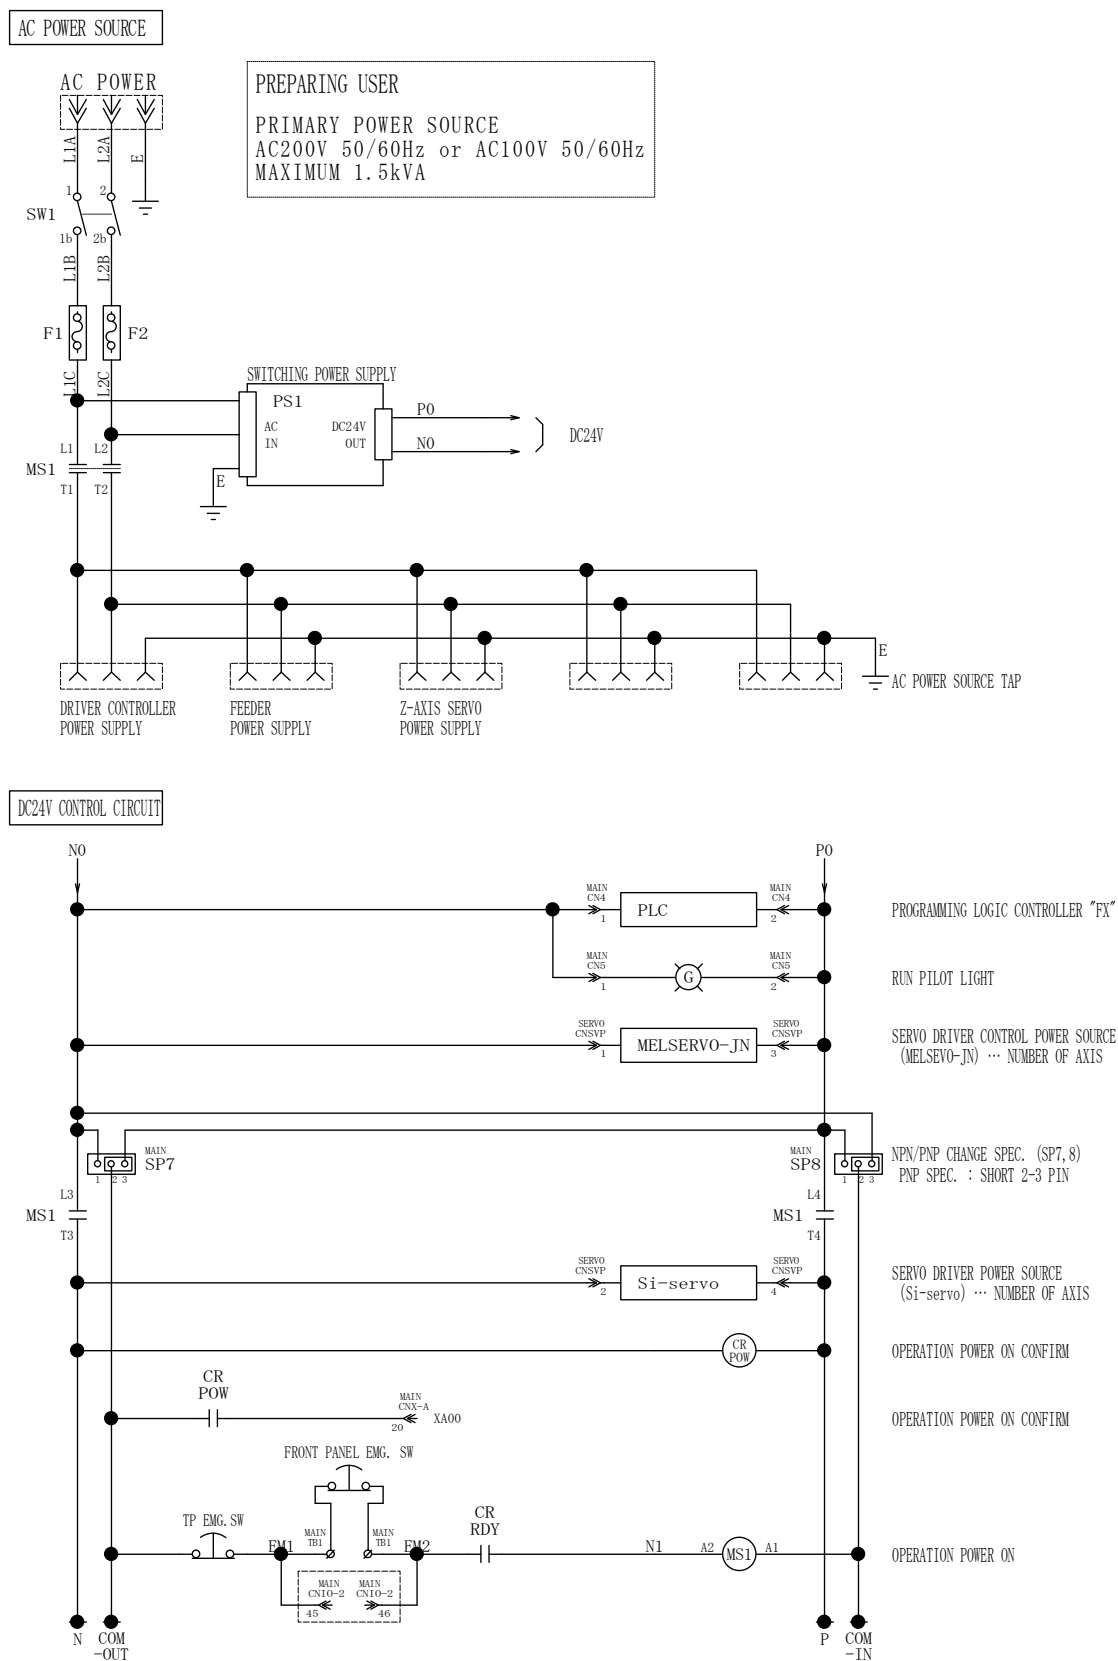 AC POWER SOURCE
AC POWER
PREPARING USER
PRIMARY POWER SOURCE
AC200V 50/60Hz or AC100V 50/60Hz
MAXIMUM 1.5kVA
L1A
L2A
E
1
2
SW1
1b
2b
L1B
L2B
F1
F2
L1C
L2C
SWITCHING POWER SUPPLY
PS1
AC
IN
DC24V
OUT
P0
N0
DC24V
E
L1
L2
MS1
T1
T2
E
AC POWER SOURCE TAP
DRIVER CONTROLLER
POWER SUPPLY
FEEDER
POWER SUPPLY
Z-AXIS SERVO
POWER SUPPLY
DC24V CONTROL CIRCUIT
N0
P0
MAIN
CN4
1
PLC
MAIN
CN4
2
PROGRAMMING LOGIC CONTROLLER "FX"
MAIN
CN5
1
G
MAIN
CN5
2
RUN PILOT LIGHT
SERVO
CNSVP
1
MELSERVO-JN
SERVO
CNSVP
3
SERVO DRIVER CONTROL POWER SOURCE
(MELSEVO-JN) … NUMBER OF AXIS
MAIN
SP7
1 2 3
MAIN
SP8
1 2 3
NPN/PNP CHANGE SPEC. (SP7,8)
PNP SPEC. : SHORT 2-3 PIN
L3
MS1
T3
L4
MS1
T4
SERVO
CNSVP
2
Si-servo
SERVO
CNSVP
4
SERVO DRIVER POWER SOURCE
(Si-servo) … NUMBER OF AXIS
CR
POW
OPERATION POWER ON CONFIRM
CR
POW
MAIN
CNX-A
20
XA00
OPERATION POWER ON CONFIRM
FRONT PANEL EMG. SW
TP EMG.SW
EM1
MAIN
TB1
MAIN
TB1
EM2
CR
RDY
N1
A2
MS1
A1
OPERATION POWER ON
MAIN
CNIO-2
45
MAIN
CNIO-2
46
N
COM
-OUT
P
COM
-IN